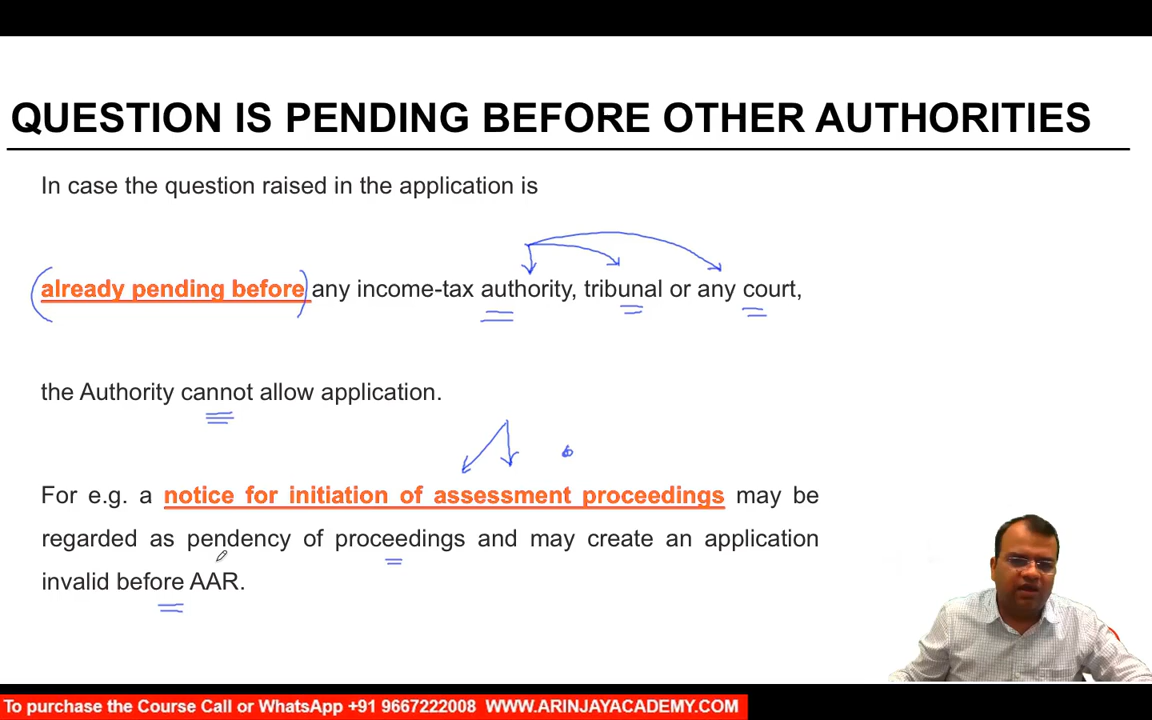 QUESTION IS PENDING BEFORE OTHER AUTHORITIES
In case the question raised in the application is
already pending before any income-tax authority, tribunal or any court,
the Authority cannot allow application.
For e.g. a notice for initiation of assessment proceedings may be
regarded as pendency of proceedings and may create an application
invalid before AAR.
To purchase the Course Call or WhatsApp +91 9667222008 WWW.ARINJAYACADEMY.COM